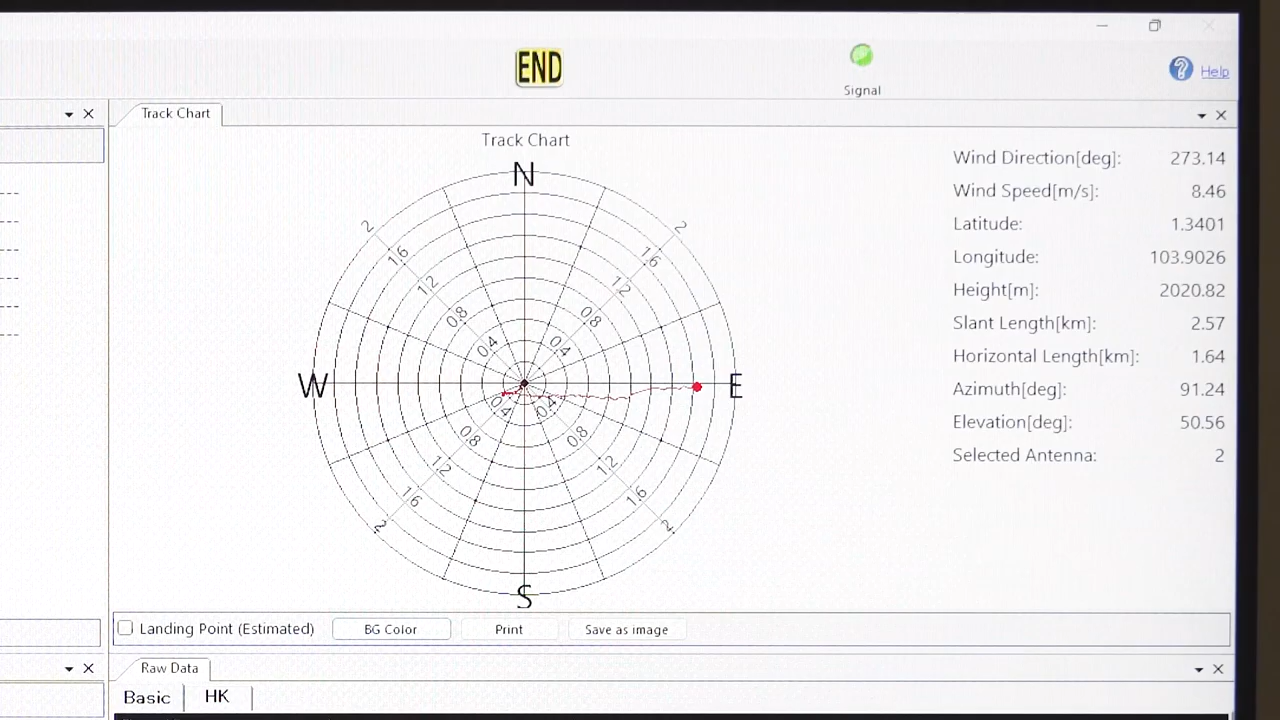 END
Signal
Help
Track Chart
Track Chart
N
2 2
1.6 1.6
1.2 1.2
0.8 0.8
0.4 0.4
W E
0.4 0.4
0.8 0.8
1.2 1.2
1.6 1.6
2 2
S
Wind Direction[deg]: 273.14
Wind Speed[m/s]: 8.46
Latitude: 1.3401
Longitude: 103.9026
Height[m]: 2020.82
Slant Length[km]: 2.57
Horizontal Length[km]: 1.64
Azimuth[deg]: 91.24
Elevation[deg]: 50.56
Selected Antenna: 2
Landing Point (Estimated) BG Color Print Save as image
Raw Data
Basic HK